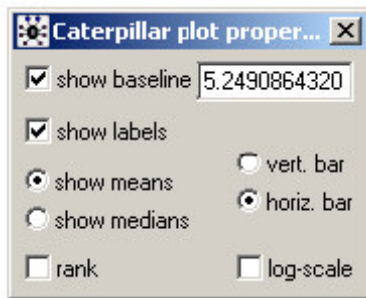 Caterpillar plot proper...
show baseline 5.2490864320
show labels
show means
show medians
vert. bar
horiz. bar
rank
log-scale